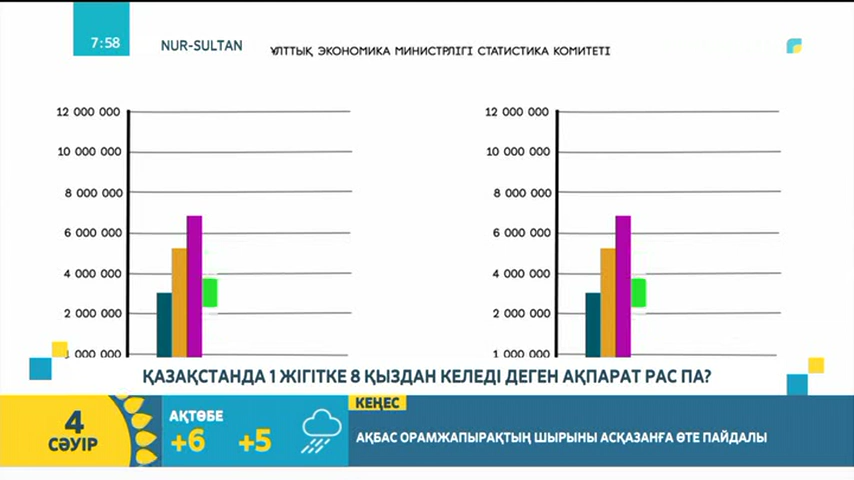 7:58
NUR-SULTAN
ҰЛТТЫҚ ЭКОНОМИКА МИНИСТРЛІГІ СТАТИСТИКА КОМИТЕТІ
12 000 000
10 000 000
8 000 000
6 000 000
4 000 000
2 000 000
1 000 000
12 000 000
10 000 000
8 000 000
6 000 000
4 000 000
2 000 000
1 000 000
ҚАЗАҚСТАНДА 1 ЖІГІТКЕ 8 ҚЫЗДАН КЕЛЕДІ ДЕГЕН АҚПАРАТ РАС ПА?
4
СӘУІР
АҚТӨБЕ
+6 +5
КЕҢЕС
АҚБАС ОРАМЖАПЫРАҚТЫҢ ШЫРЫНЫ АСҚАЗАНҒА ӨТЕ ПАЙДАЛЫ